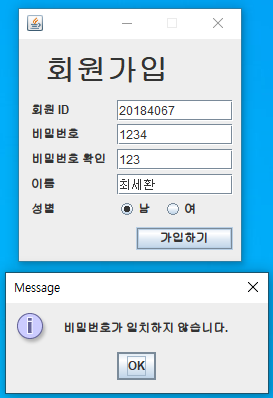 회원가입
회원 ID 20184067
비밀번호 1234
비밀번호 확인 123
이름 최세환
성별 남 여
가입하기
Message
비밀번호가 일치하지 않습니다.
OK